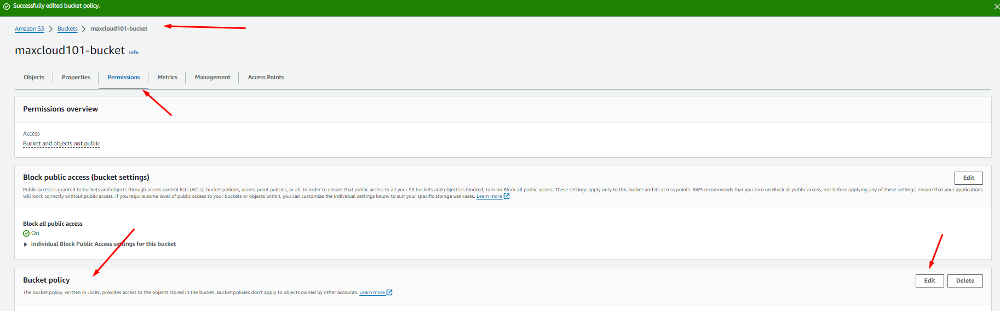 Successfully edited bucket policy.
Amazon S3 > Buckets > maxcloud101-bucket
maxcloud101-bucket Info
Objects Properties Permissions Metrics Management Access Points
Permissions overview
Access
Bucket and objects not public
Block public access (bucket settings) Edit
Public access is granted to buckets and objects through access control lists (ACLs), bucket policies, access point policies, or all. In order to ensure that public access to all your S3 buckets and objects is blocked, turn on Block all public access. These settings apply only to this bucket and its access points. AWS recommends that you turn on Block all public access, but before applying any of these settings, ensure that your applications
will work correctly without public access. If you require some level of public access to your buckets or objects within, you can customize the individual settings below to suit your specific storage use cases. Learn more
Block all public access
On
Individual Block Public Access settings for this bucket
Bucket policy Edit Delete
The bucket policy, written in JSON, provides access to the objects stored in the bucket. Bucket policies don't apply to objects owned by other accounts. Learn more